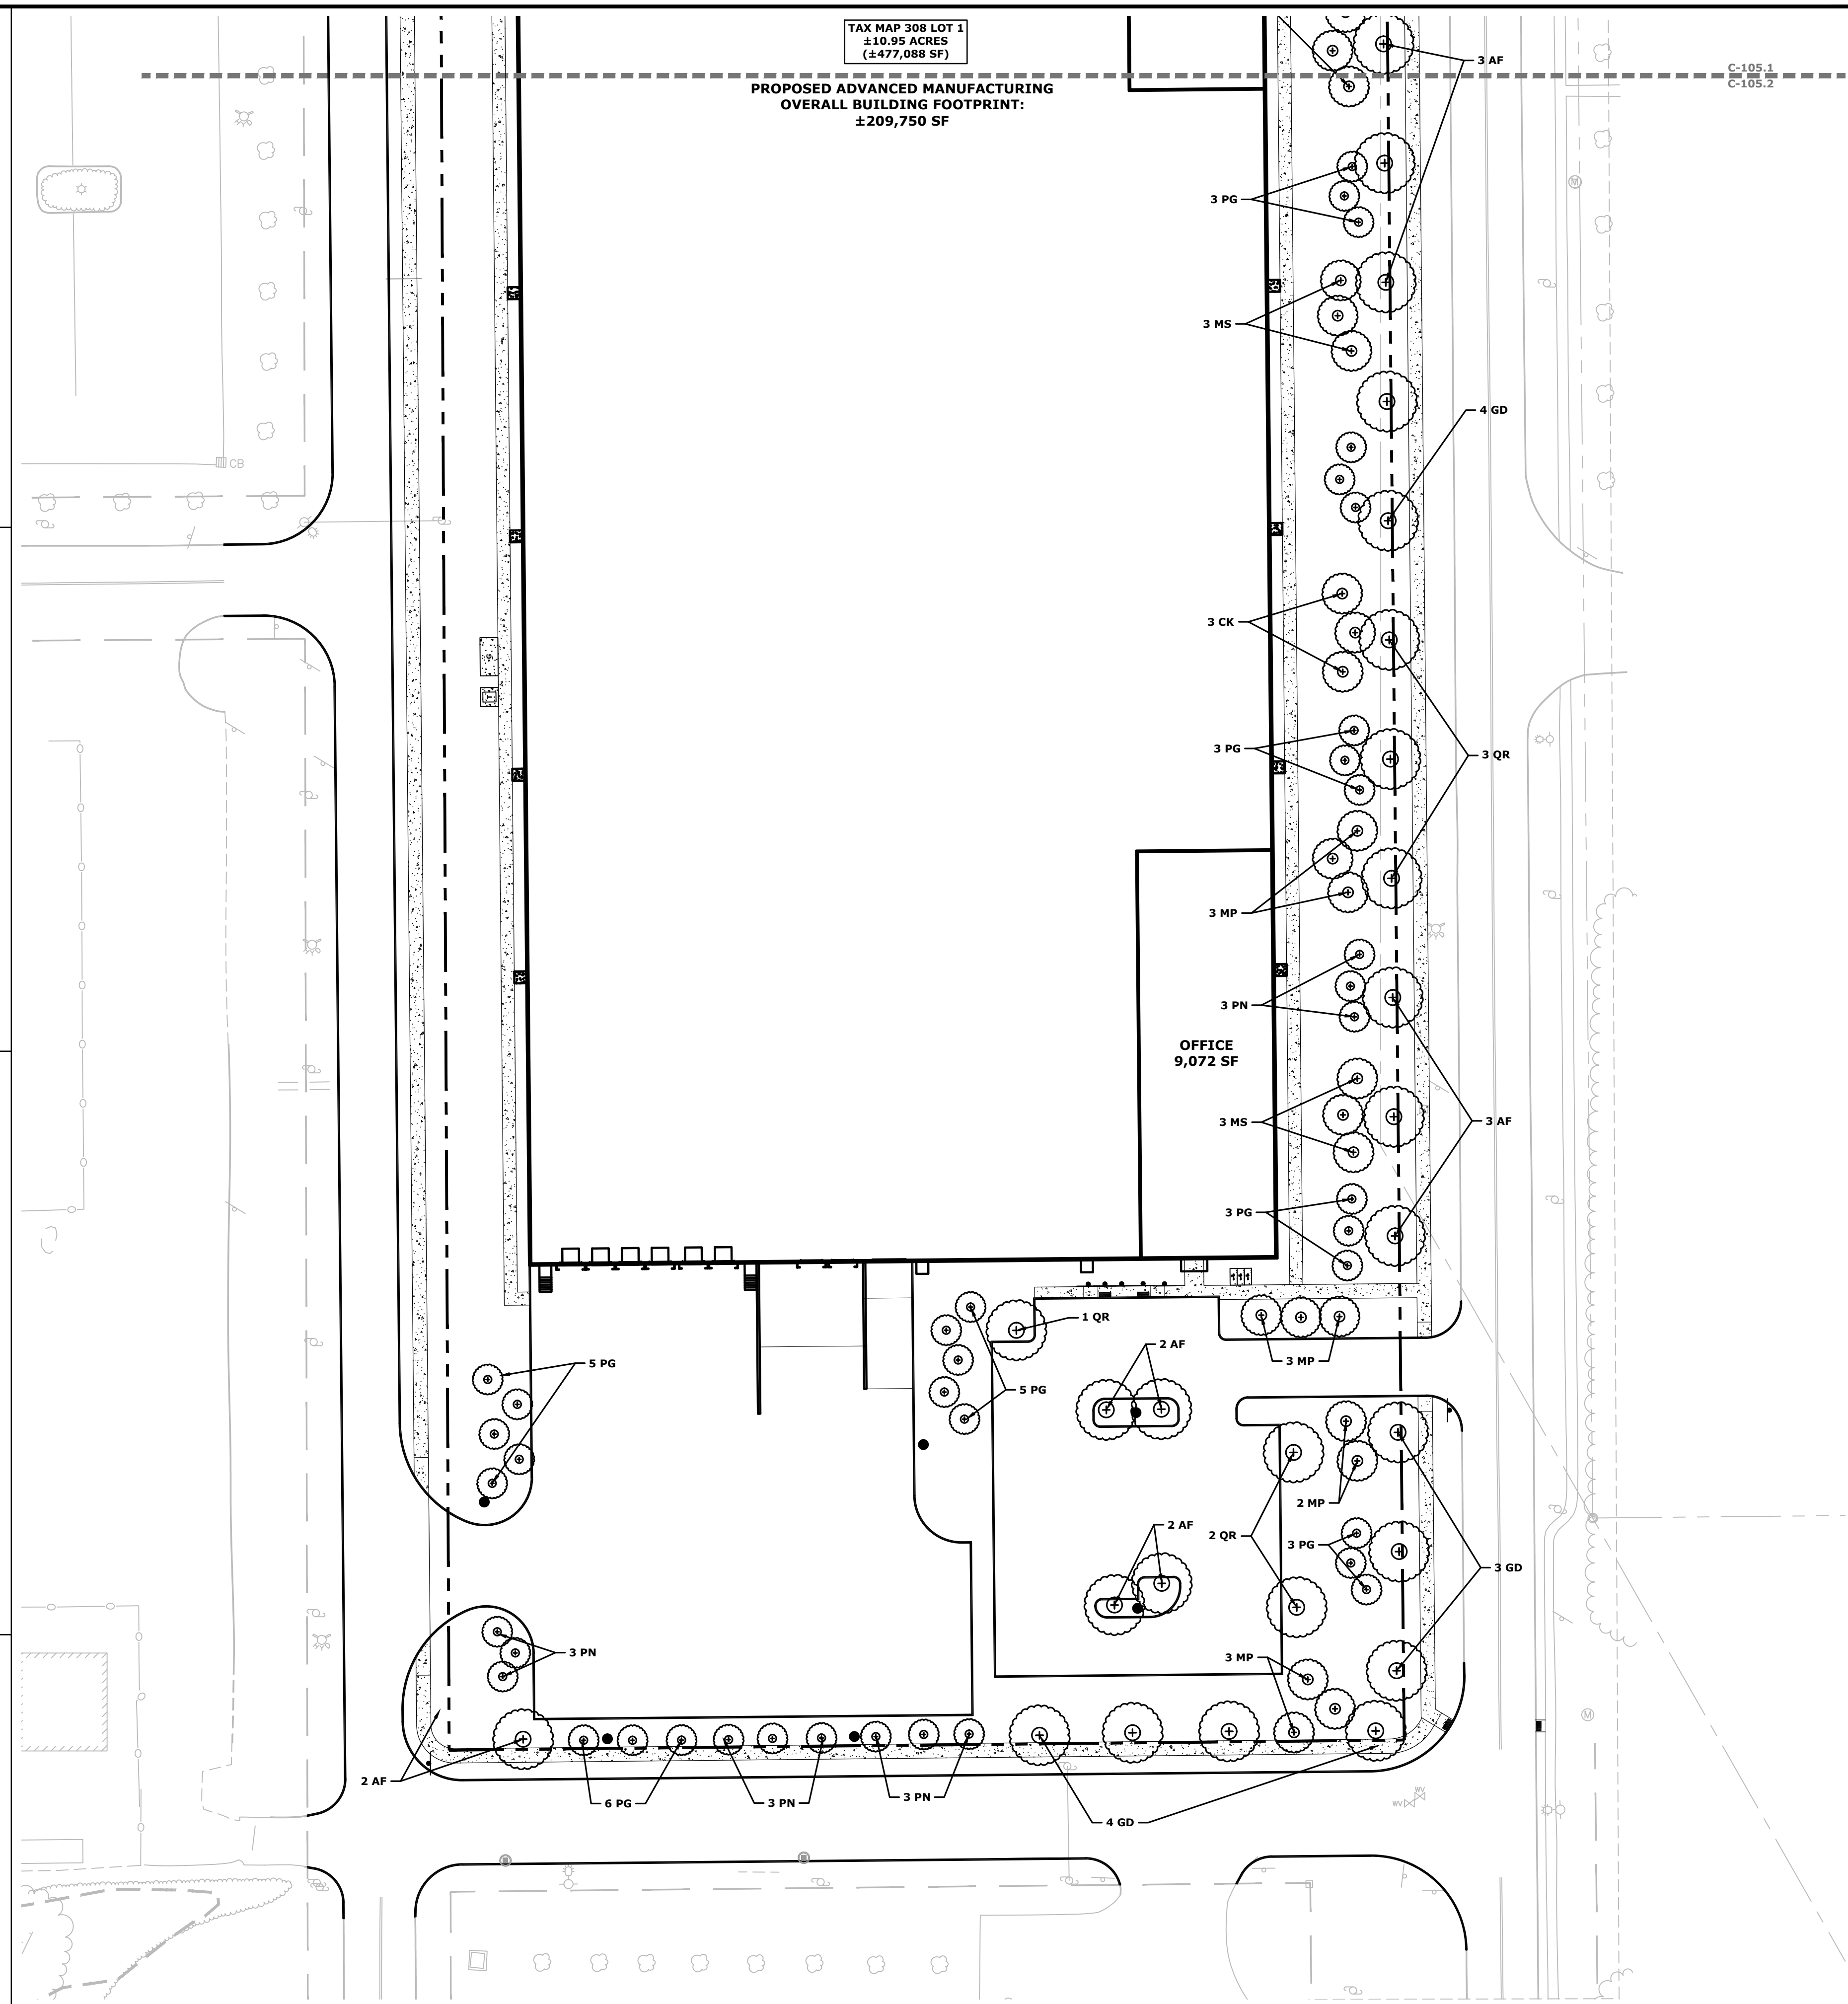 TAX MAP 308 LOT 1
±10.95 ACRES
(±477,088 SF)
3 AF
C-105.1
C-105.2
PROPOSED ADVANCED MANUFACTURING
OVERALL BUILDING FOOTPRINT:
±209,750 SF
M
3 PG
3 MS
4 GD
CB
3 CK
G
T
3 PG
3 QR
3 MP
3 PN
OFFICE
9,072 SF
3 MS
3 AF
3 PG
1 QR
2 AF
3 MP
5 PG
5 PG
2 MP
2 AF
2 QR
3 PG
3 GD
3 PN
3 MP
M
2 AF
6 PG
3 PN
3 PN
4 GD
WV
WV